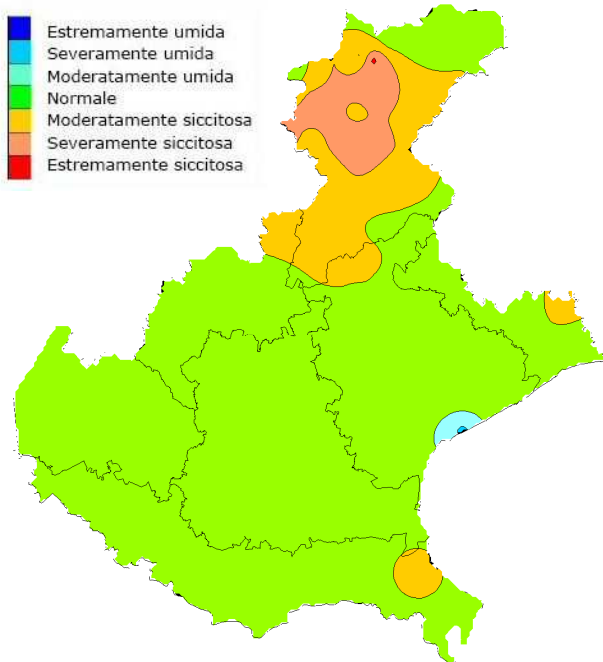 Estremamente umida
Severamente umida
Moderatamente umida
Normale
Moderatamente siccitosa
Severamente siccitosa
Estremamente siccitosa